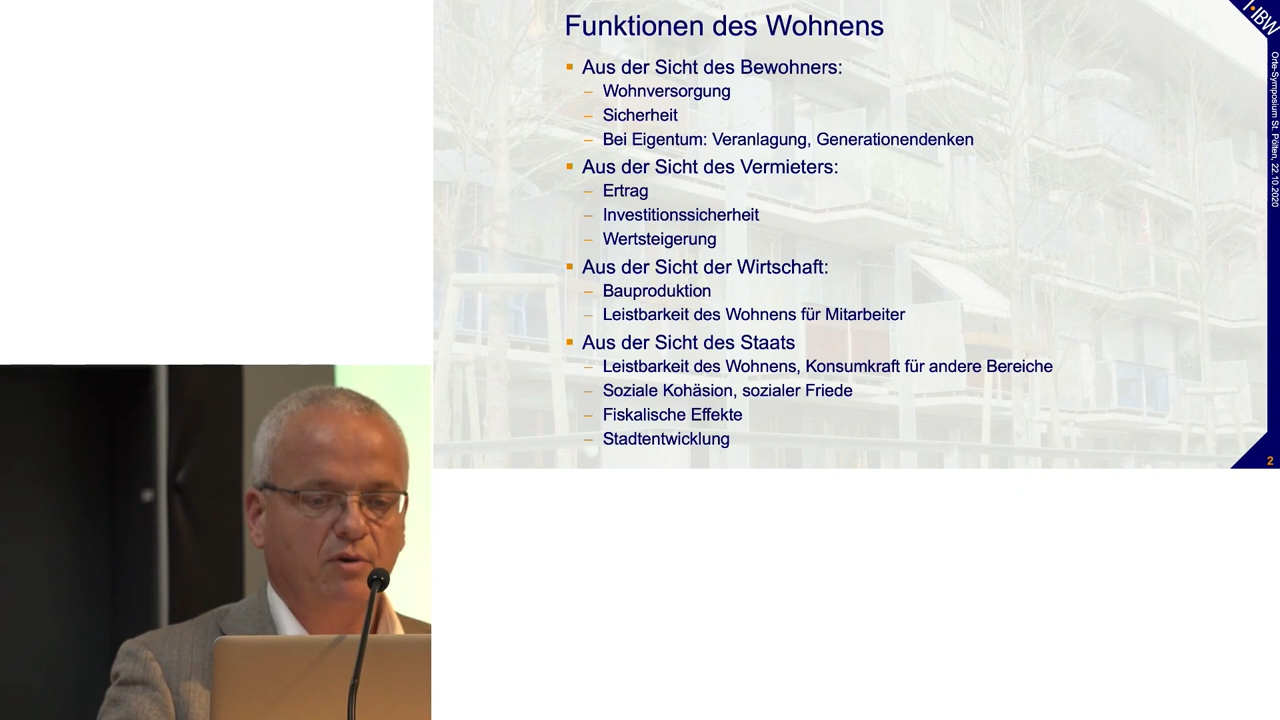 Funktionen des Wohnens
Aus der Sicht des Bewohners:
– Wohnversorgung
– Sicherheit
– Bei Eigentum: Veranlagung, Generationendenken
Aus der Sicht des Vermieters:
– Ertrag
– Investitionssicherheit
– Wertsteigerung
Aus der Sicht der Wirtschaft:
– Bauproduktion
– Leistbarkeit des Wohnens für Mitarbeiter
Aus der Sicht des Staats
– Leistbarkeit des Wohnens, Konsumkraft für andere Bereiche
– Soziale Kohäsion, sozialer Friede
– Fiskalische Effekte
– Stadtentwicklung
Orte-Symposium St. Pölten, 22.10.2020
2